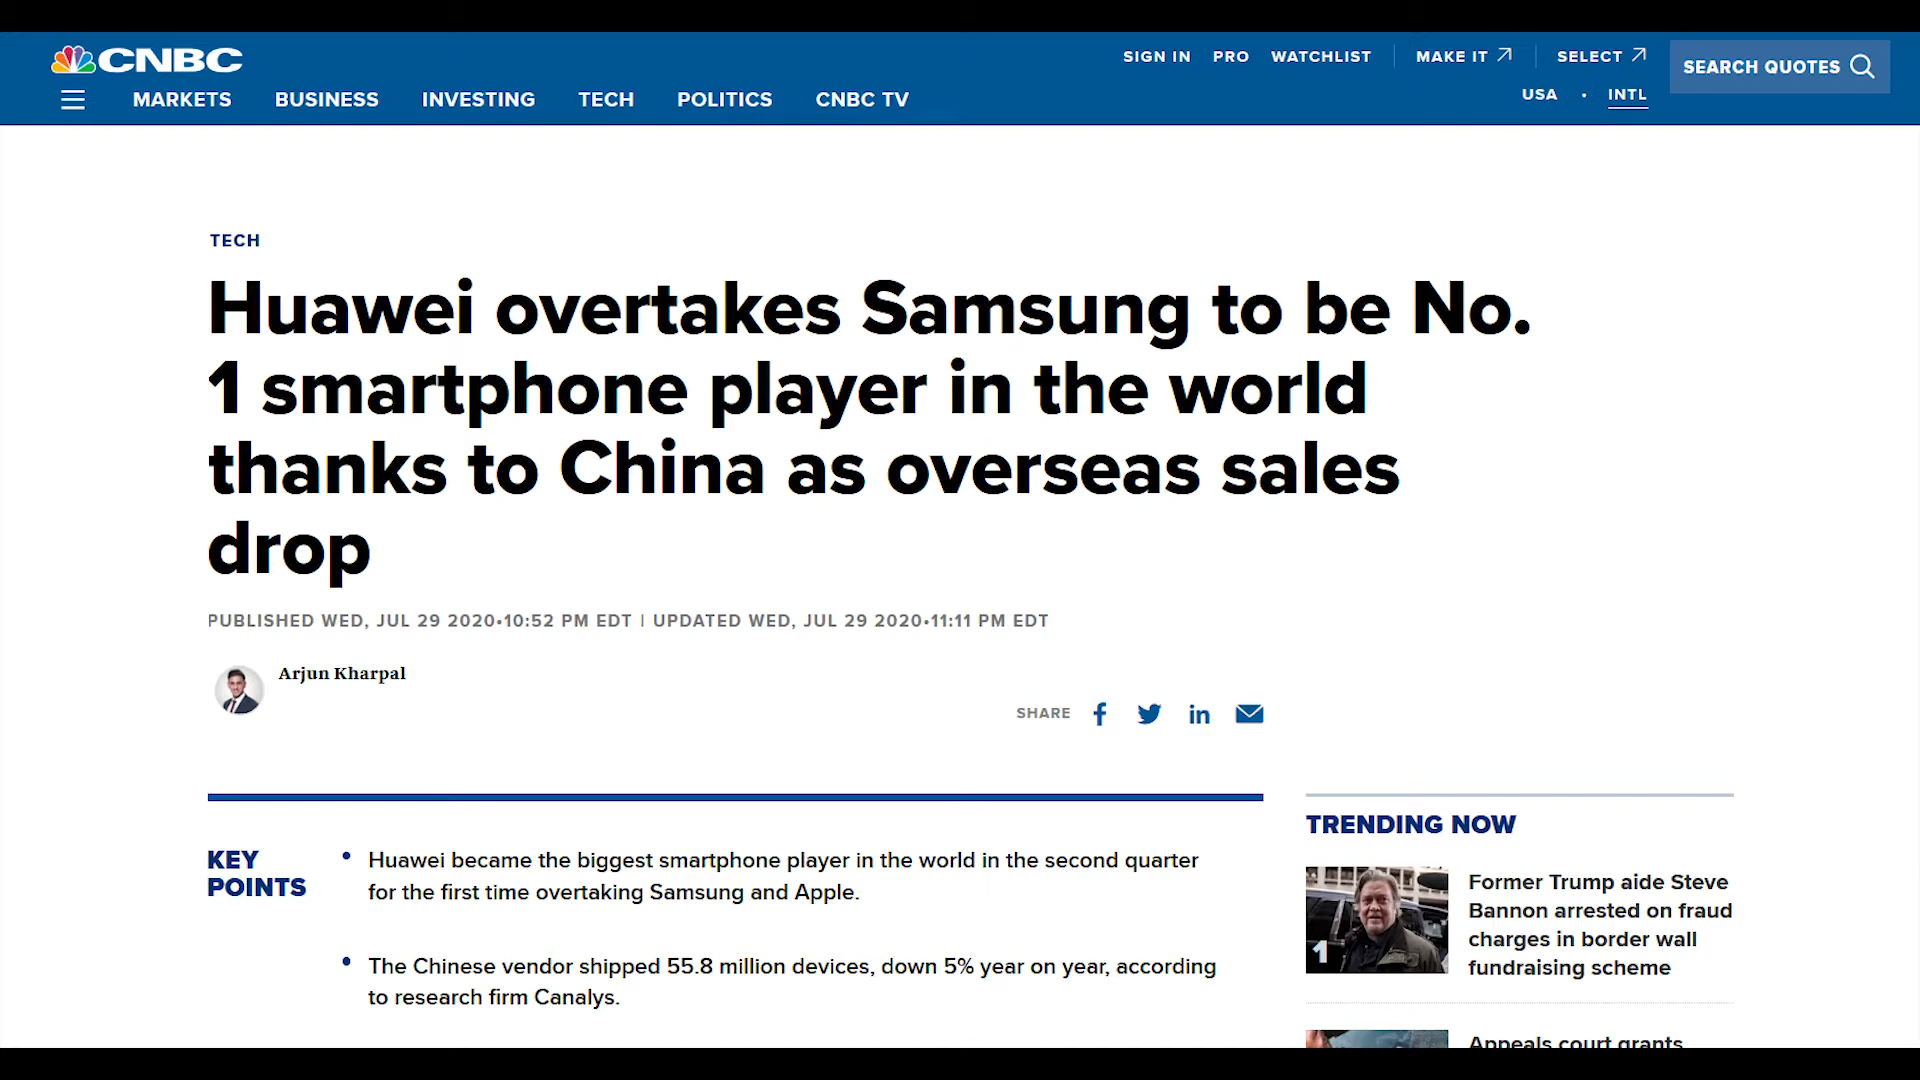 CNBC
SIGN IN PRO WATCHLIST MAKE IT SELECT SEARCH QUOTES
USA • INTL
MARKETS BUSINESS INVESTING TECH POLITICS CNBC TV
TECH
Huawei overtakes Samsung to be No.
1 smartphone player in the world
thanks to China as overseas sales
drop
PUBLISHED WED, JUL 29 2020•10:52 PM EDT | UPDATED WED, JUL 29 2020•11:11 PM EDT
Arjun Kharpal
SHARE
KEY
POINTS
• Huawei became the biggest smartphone player in the world in the second quarter
for the first time overtaking Samsung and Apple.
• The Chinese vendor shipped 55.8 million devices, down 5% year on year, according
to research firm Canalys.
TRENDING NOW
1
Former Trump aide Steve
Bannon arrested on fraud
charges in border wall
fundraising scheme
Appeals court grants